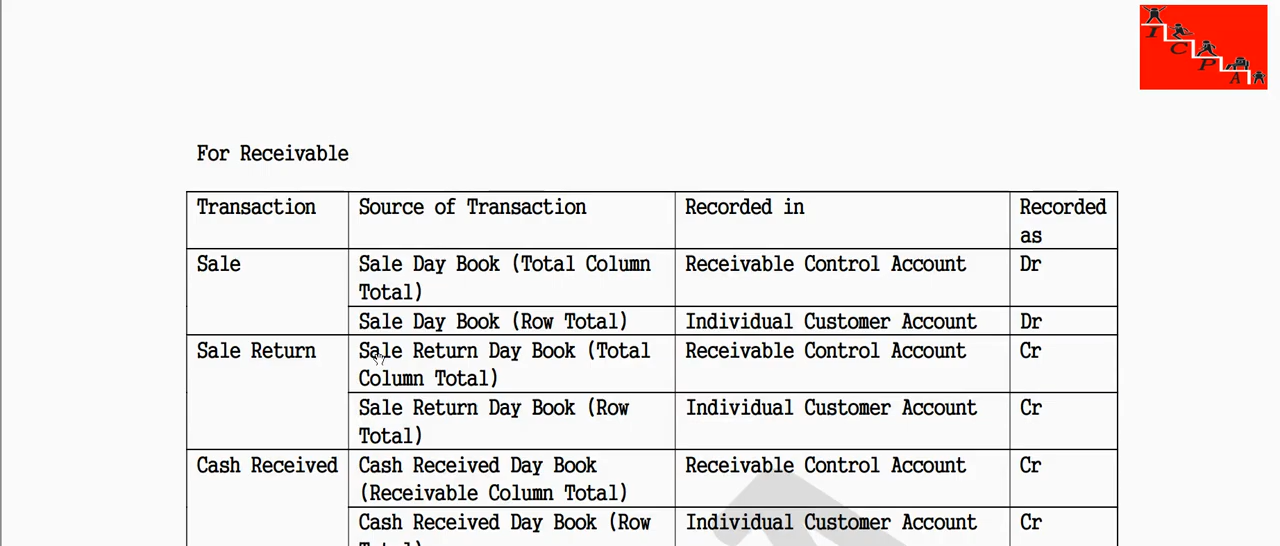 I
C
P
A
For Receivable
Transaction Source of Transaction Recorded in Recorded
as
Sale Sale Day Book (Total Column Receivable Control Account Dr
Total)
Sale Day Book (Row Total) Individual Customer Account Dr
Sale Return Sale Return Day Book (Total Receivable Control Account Cr
Column Total)
Sale Return Day Book (Row Individual Customer Account Cr
Total)
Cash Received Cash Received Day Book Receivable Control Account Cr
(Receivable Column Total)
Cash Received Day Book (Row Individual Customer Account Cr
Total)